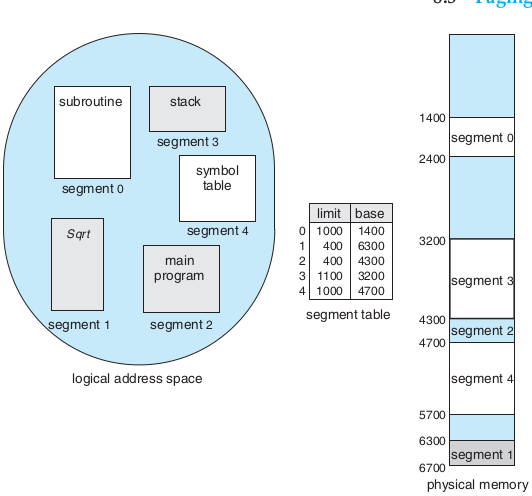 subroutine
stack
segment 3
segment 0
symbol
table
segment 4
Sqrt
main
program
segment 1
segment 2
logical address space
limit base
0 1000 1400
1 400 6300
2 400 4300
3 1100 3200
4 1000 4700
segment table
1400
segment 0
2400
3200
segment 3
4300
segment 2
4700
segment 4
5700
6300
segment 1
6700
physical memory